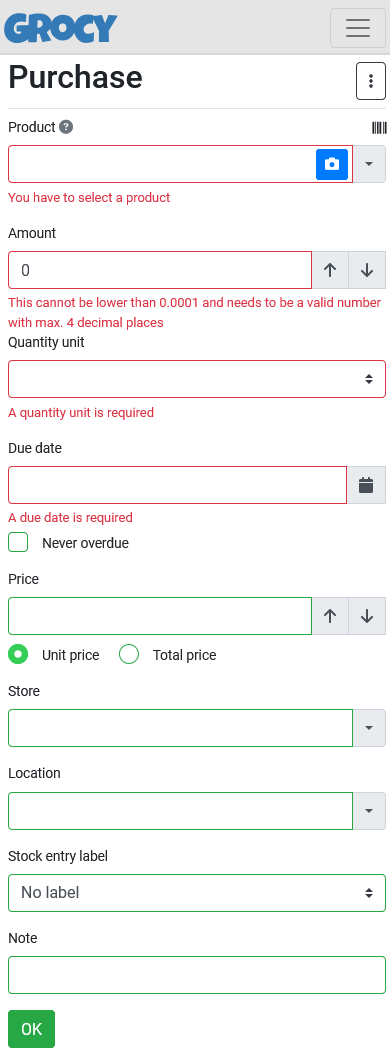 GROCY
Purchase
Product
You have to select a product
Amount
0
This cannot be lower than 0.0001 and needs to be a valid number
with max. 4 decimal places
Quantity unit
A quantity unit is required
Due date
A due date is required
Never overdue
Price
Unit price Total price
Store
Location
Stock entry label
No label
Note
OK